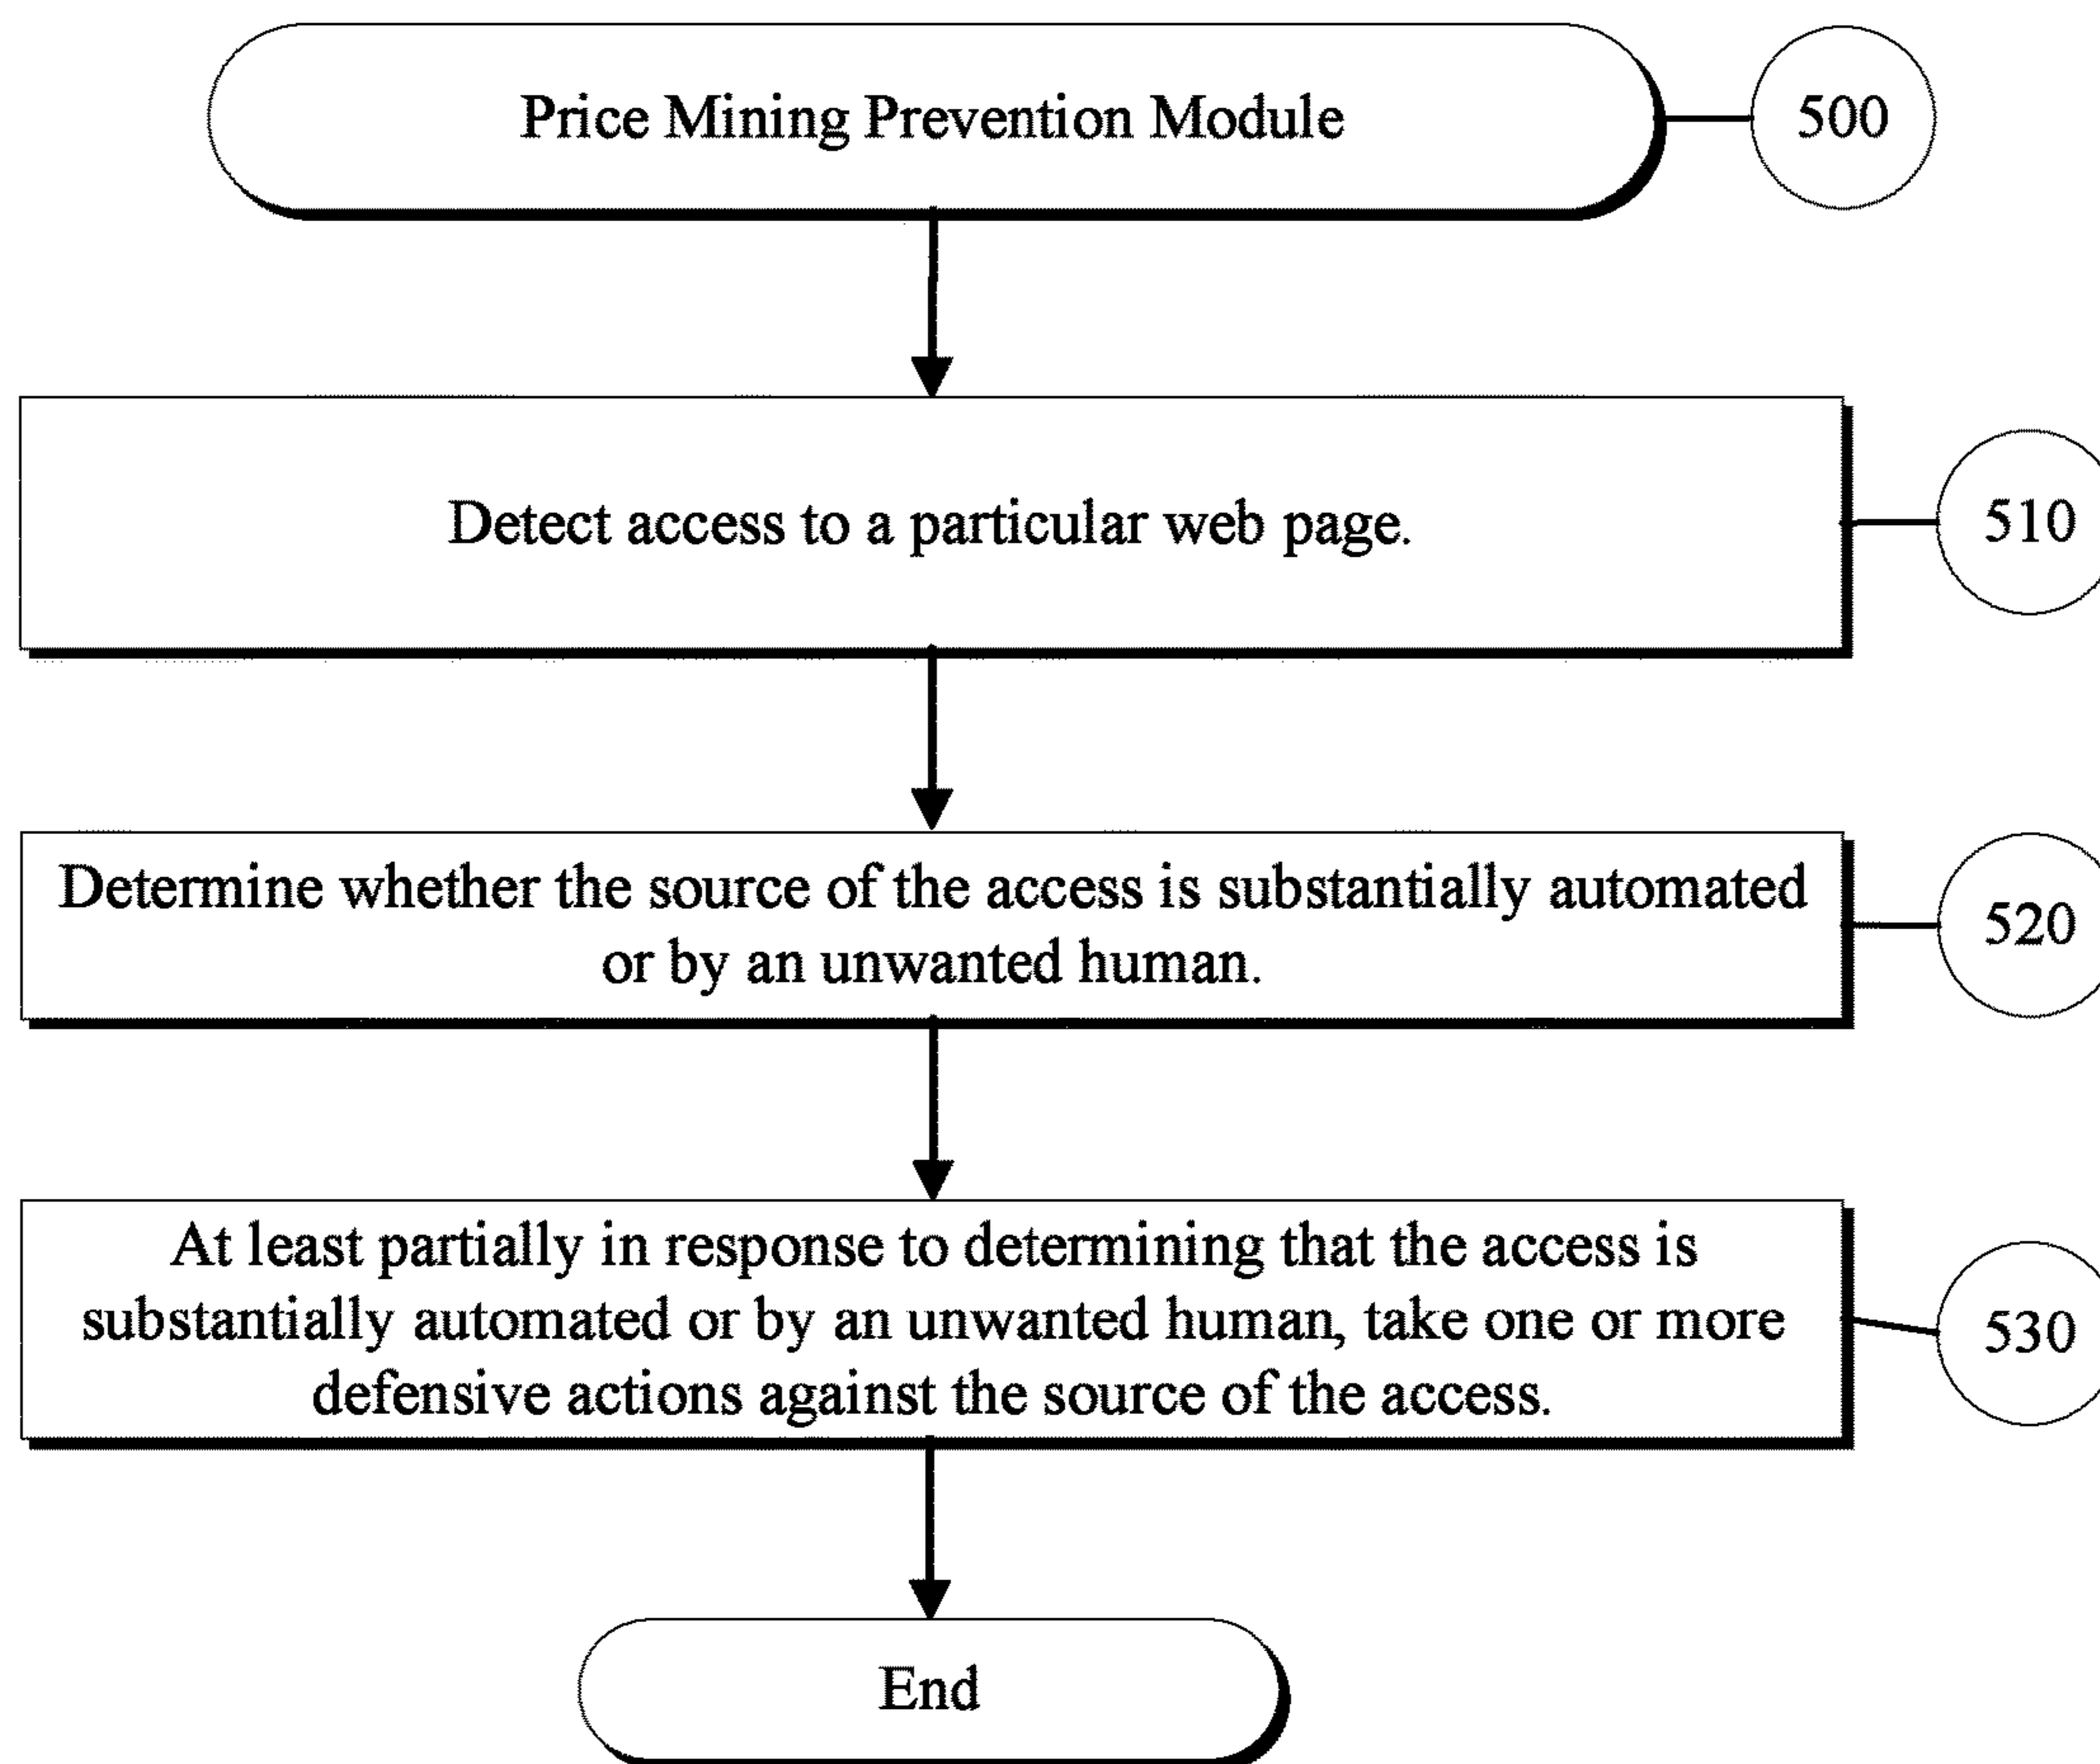 Price Mining Prevention Module
500
Detect access to a particular web page.
510
Determine whether the source of the access is substantially automated
or by an unwanted human.
520
At least partially in response to determining that the access is
substantially automated or by an unwanted human, take one or more
defensive actions against the source of the access.
530
End